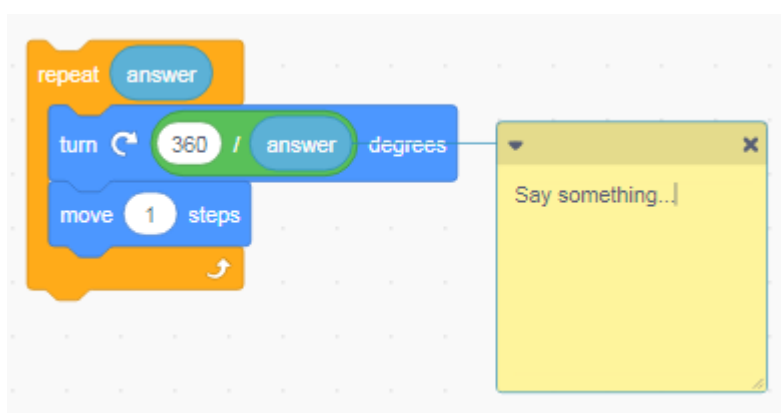 repeat answer
turn 360 / answer degrees
Say something...
move 1 steps